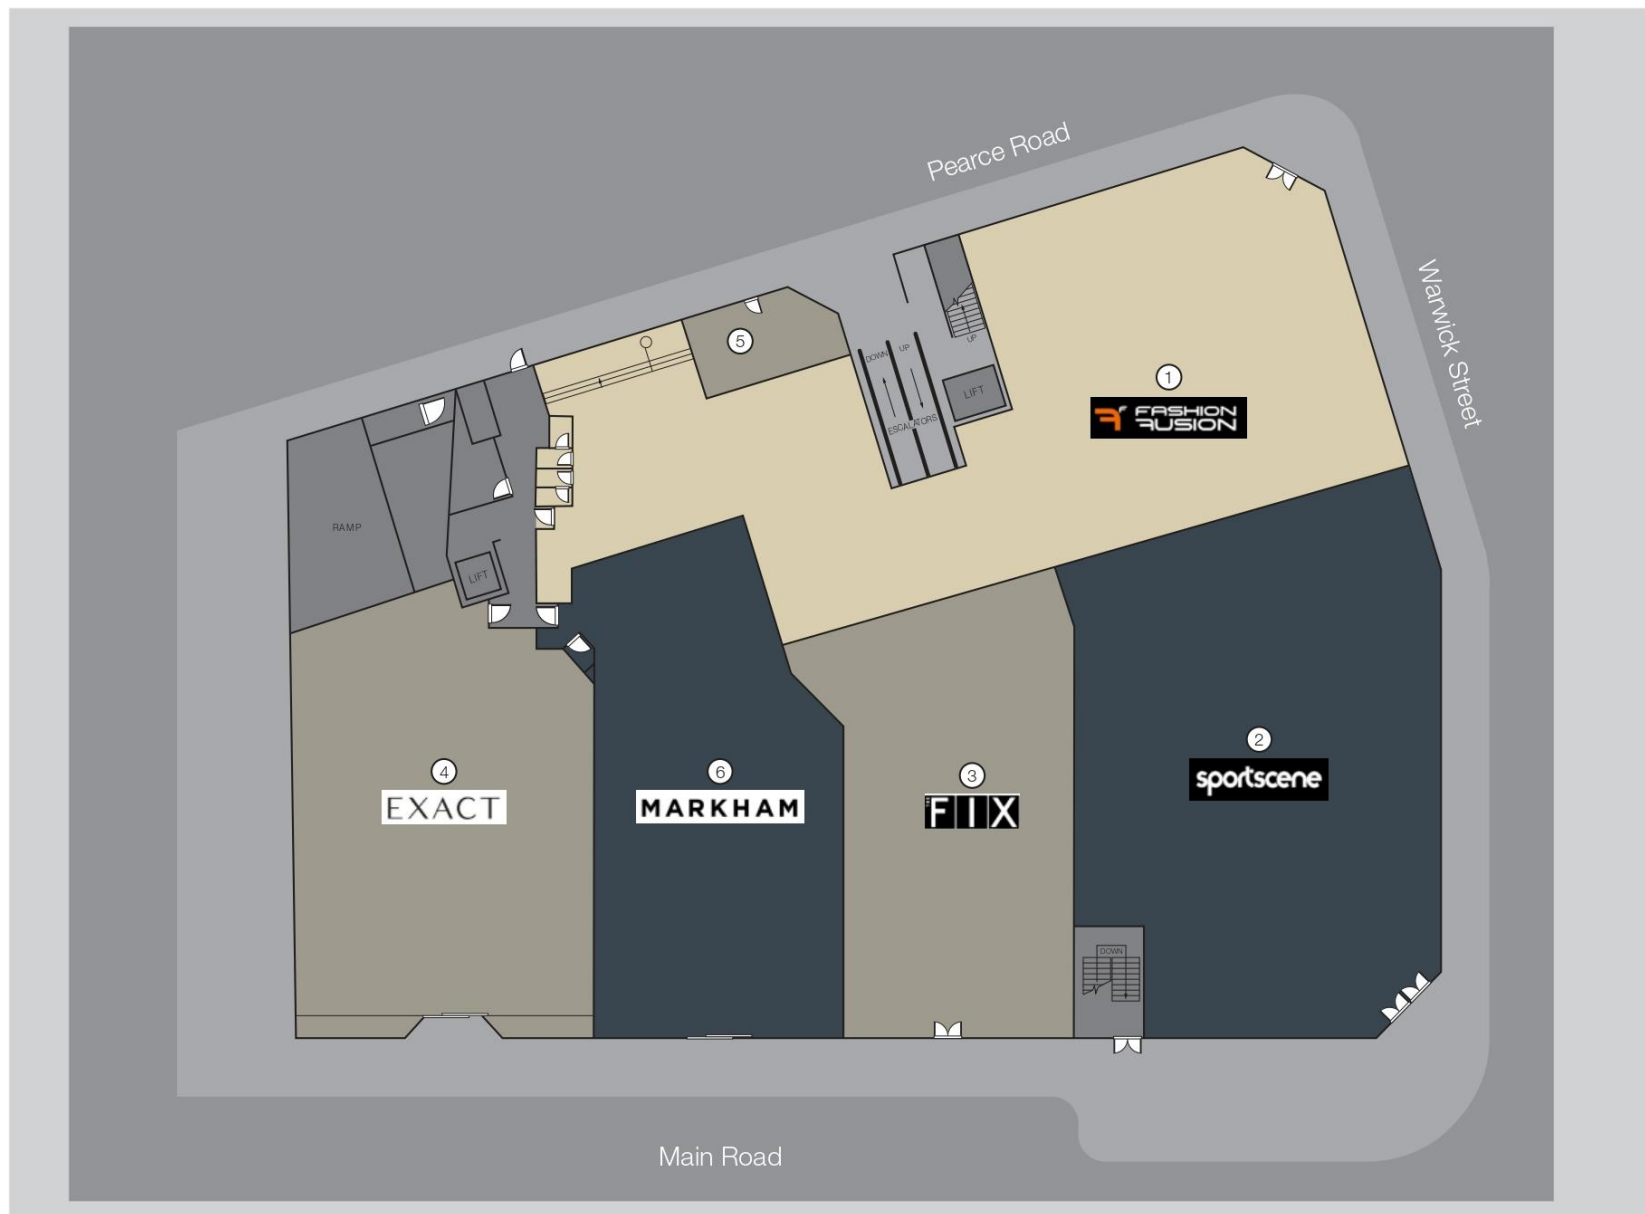 Pearce Road
Warwick Street
5
DOWN
UP
UP
LIFT
ESCALATORS
1
FASHION
FUSION
RAMP
LIFT
4
EXACT
6
MARKHAM
3
FIX
2
sportscene
DOWN
Main Road